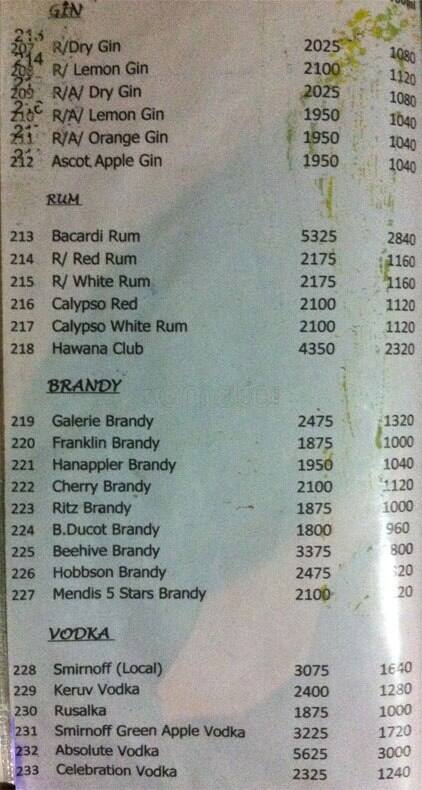 GIN
207 R/Dry Gin 2025 1080
208 R/ Lemon Gin 2100 1120
209 R/A/ Dry Gin 2025 1080
210 R/A/ Lemon Gin 1950 1040
211 R/A/ Orange Gin 1950 1040
212 Ascot Apple Gin 1950 1040
RUM
213 Bacardi Rum 5325 2840
214 R/ Red Rum 2175 1160
215 R/ White Rum 2175 1160
216 Calypso Red 2100 1120
217 Calypso White Rum 2100 1120
218 Hawana Club 4350 2320
BRANDY
219 Galerie Brandy 2475 1320
220 Franklin Brandy 1875 1000
221 Hanappier Brandy 1950 1040
222 Cherry Brandy 2100 1120
223 Ritz Brandy 1875 1000
224 B.Ducot Brandy 1800 960
225 Beehive Brandy 3375 800
226 Hobbson Brandy 2475
227 Mendis 5 Stars Brandy 2100
VODKA
228 Smirnoff (Local) 3075 1640
229 Keruv Vodka 2400 1280
230 Rusalka 1875 1000
231 Smirnoff Green Apple Vodka 3225 1720
232 Absolute Vodka 5625 3000
233 Celebration Vodka 2325 1240